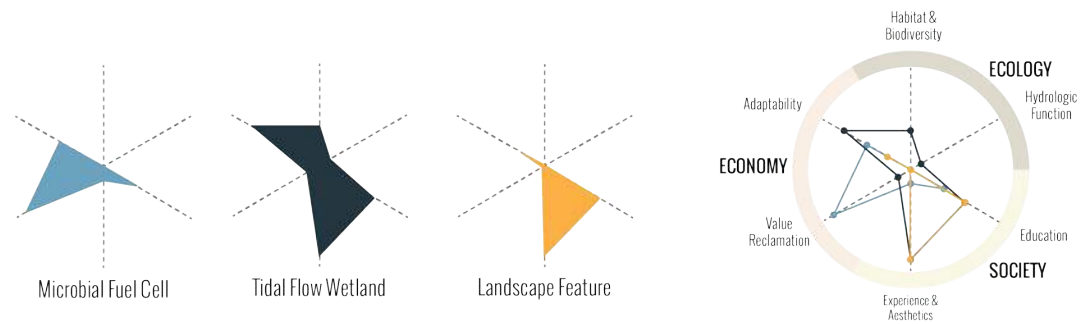 Microbial Fuel Cell
Tidal Flow Wetland
Landscape Feature
Habitat &
Biodiversity
ECOLOGY
Hydrologic
Function
Adaptability
ECONOMY
Value
Reclamation
Education
SOCIETY
Experience &
Aesthetics